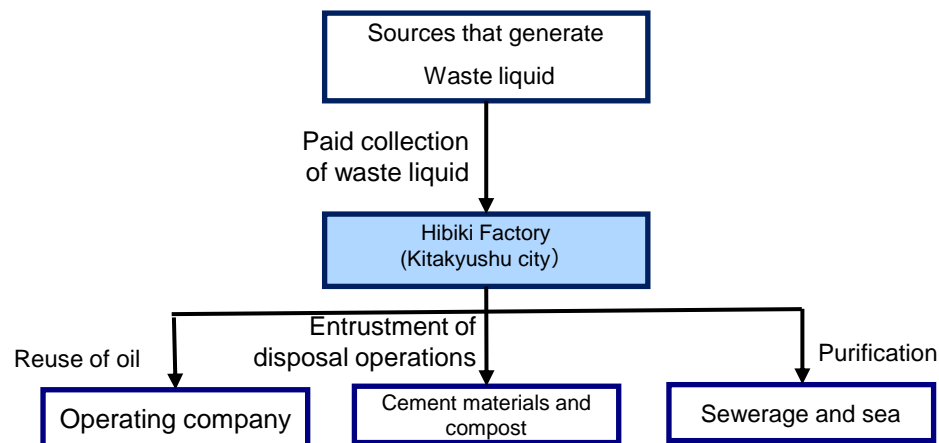 Sources that generate
Waste liquid
Paid collection
of waste liquid
Hibiki Factory
(Kitakyushu city）
Entrustment of
disposal operations
Reuse of oil
Purification
Operating company
Cement materials and
compost
Sewerage and sea